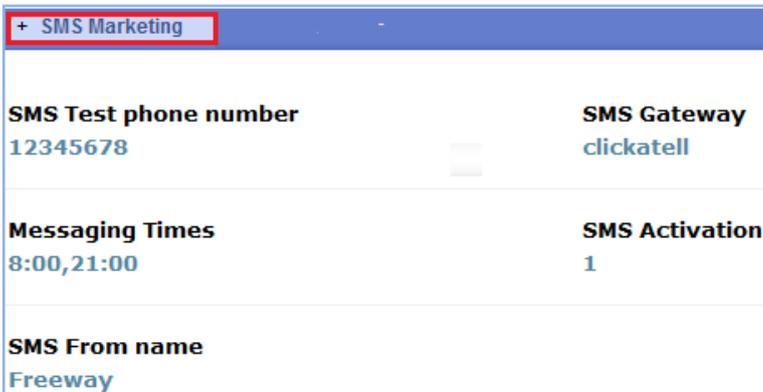 + SMS Marketing
SMS Test phone number
12345678
SMS Gateway
clickatell
Messaging Times
8:00,21:00
SMS Activation
1
SMS From name
Freeway